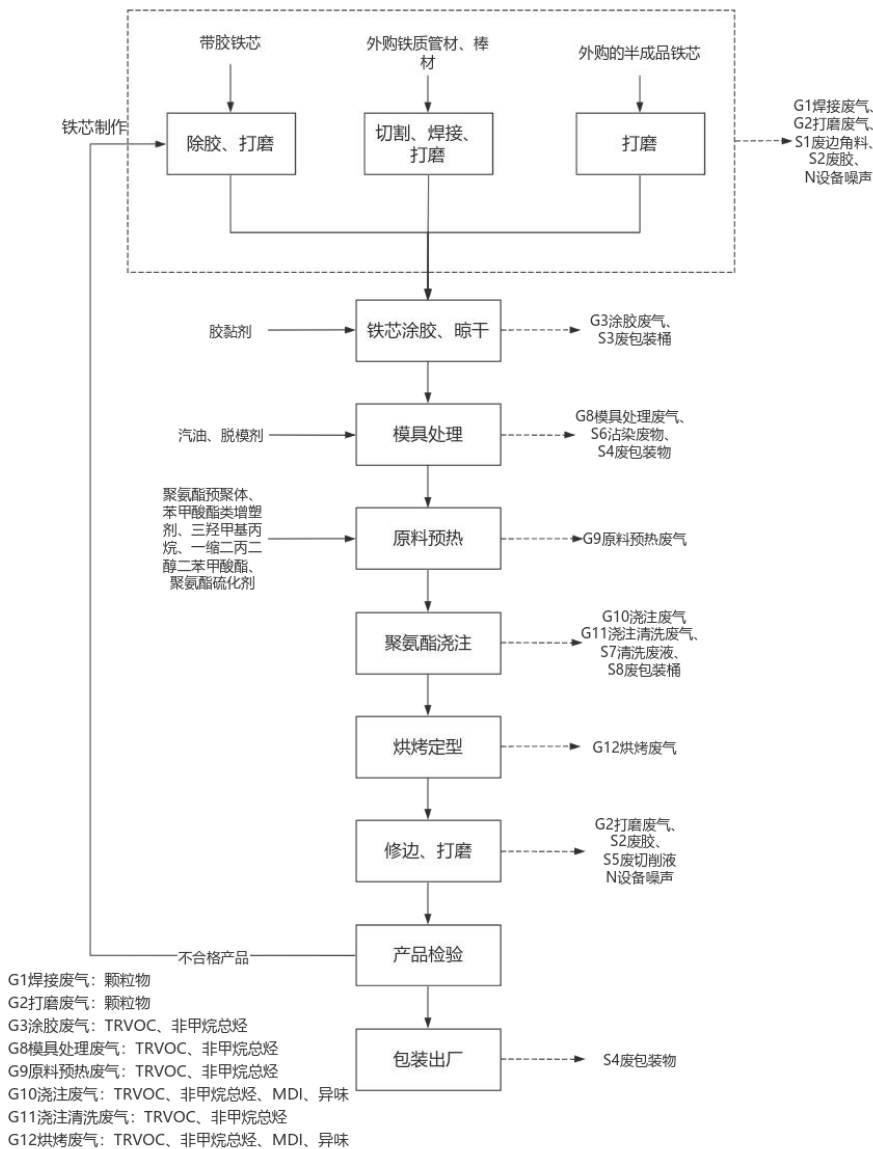 带胶铁芯
外购铁质管材、棒
材
外购的半成品铁芯
铁芯制作
除胶、打磨
切割、焊接、
打磨
打磨
G1焊接废气、
G2打磨废气、
S1废边角料、
S2废胶、
N设备噪声
胶黏剂
铁芯涂胶、晾干
G3涂胶废气、
S3废包装桶
汽油、脱模剂
模具处理
G8模具处理废气、
S6沾染废物、
S4废包装物
聚氨酯预聚体、
苯甲酸酯类增塑
剂、三羟甲基丙
烷、一缩二丙二
醇二苯甲酸酯、
聚氨酯硫化剂
原料预热
G9原料预热废气
聚氨酯浇注
G10浇注废气
G11浇注清洗废气、
S7清洗废液、
S8废包装桶
烘烤定型
G12烘烤废气
修边、打磨
G2打磨废气、
S2废胶、
S5废切削液
N设备噪声
产品检验
不合格产品
包装出厂
S4废包装物
G1焊接废气：颗粒物
G2打磨废气：颗粒物
G3涂胶废气：TRVOC、非甲烷总烃
G8模具处理废气：TRVOC、非甲烷总烃
G9原料预热废气：TRVOC、非甲烷总烃
G10浇注废气：TRVOC、非甲烷总烃、MDI、异味
G11浇注清洗废气：TRVOC、非甲烷总烃
G12烘烤废气：TRVOC、非甲烷总烃、MDI、异味